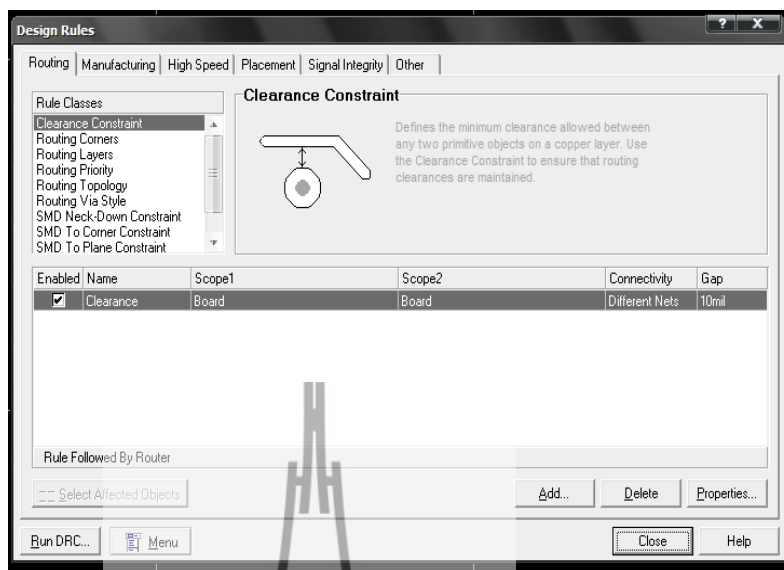 Design Rules
? X
Routing Manufacturing High Speed Placement Signal Integrity Other
Rule Classes
Clearance Constraint
Routing Corners
Routing Layers
Routing Priority
Routing Topology
Routing Via Style
SMD Neck-Down Constraint
SMD To Corner Constraint
SMD To Plane Constraint
Clearance Constraint
Defines the minimum clearance allowed between
any two primitive objects on a copper layer. Use
the Clearance Constraint to ensure that routing
clearances are maintained.
Enabled Name Scope1 Scope2 Connectivity Gap
Clearance Board Board Different Nets 10mil
Rule Followed By Router
Select Affected Objects Add... Delete Properties...
Run DRC... Menu Close Help